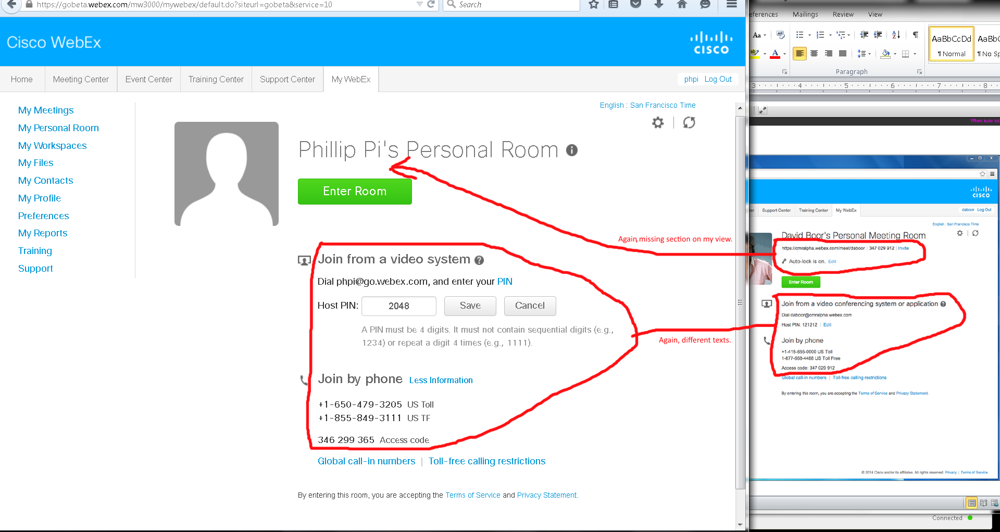 https://gobeta.webex.com/mw3000/mywebex/default.do?siteurl=gobeta&service=10
Search
Cisco WebEx
CISCO
Home
Meeting Center
Event Center
Training Center
Support Center
My WebEx
phpi Log Out
My Meetings
My Personal Room
My Workspaces
My Files
My Contacts
My Profile
Preferences
My Reports
Training
Support
English : San Francisco Time
Phillip Pi's Personal Room
Enter Room
Join from a video system
Dial phpi@go.webex.com, and enter your PIN
Host PIN: 2048 Save Cancel
A PIN must be 4 digits. It must not contain sequential digits (e.g.,
1234) or repeat a digit 4 times (e.g., 1111).
Join by phone Less Information
+1-650-479-3205 US Toll
+1-855-849-3111 US TF
346 299 365 Access code
Global call-in numbers | Toll-free calling restrictions
By entering this room, you are accepting the Terms of Service and Privacy Statement.
Again, missing section on my view.
Again, different texts.
eferences Mailings Review View
Aa
AaBbCcDd AaBbC
¶ Normal ¶ No Sp
Paragraph
3 4 5 6 7 8
When auto loc
CISCO
ter Support Center Training Center My WebEx
daboor Log Out
English : San Francisco Time
David Boor's Personal Meeting Room
https://cmralpha.webex.com/meet/daboor | 347 029 912 | Invite
Auto-lock is on. Edit
Enter Room
Join from a video conferencing system or application
Dial daboor@cmralpha.webex.com
Host PIN: 121212 | Edit
Join by phone
+1-415-655-0000 US Toll
1-877-668-4488 US Toll Free
Access code: 347 029 912
Global call-in numbers | Toll-free calling restrictions
By entering this room, you are accepting the Terms of Service and Privacy Statement.
© 2014 Cisco and/or its affiliates. All rights reserved. Privacy | Terms of Service
Connected